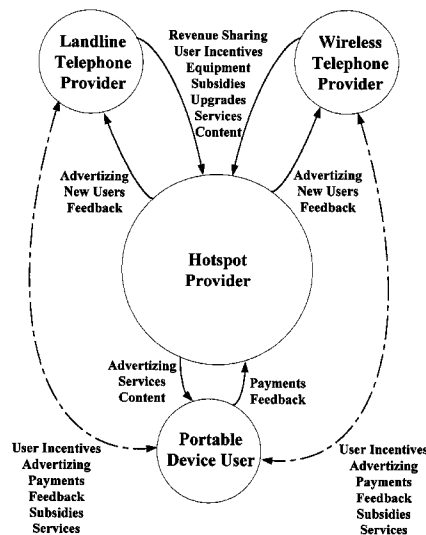 Landline
Telephone
Provider
Revenue Sharing
User Incentives
Equipment
Subsidies
Upgrades
Services
Content
Wireless
Telephone
Provider
Advertizing
New Users
Feedback
Advertizing
New Users
Feedback
Hotspot
Provider
Advertizing
Services
Content
Payments
Feedback
Portable
Device User
User Incentives
Advertizing
Payments
Feedback
Subsidies
Services
User Incentives
Advertizing
Payments
Feedback
Subsidies
Services